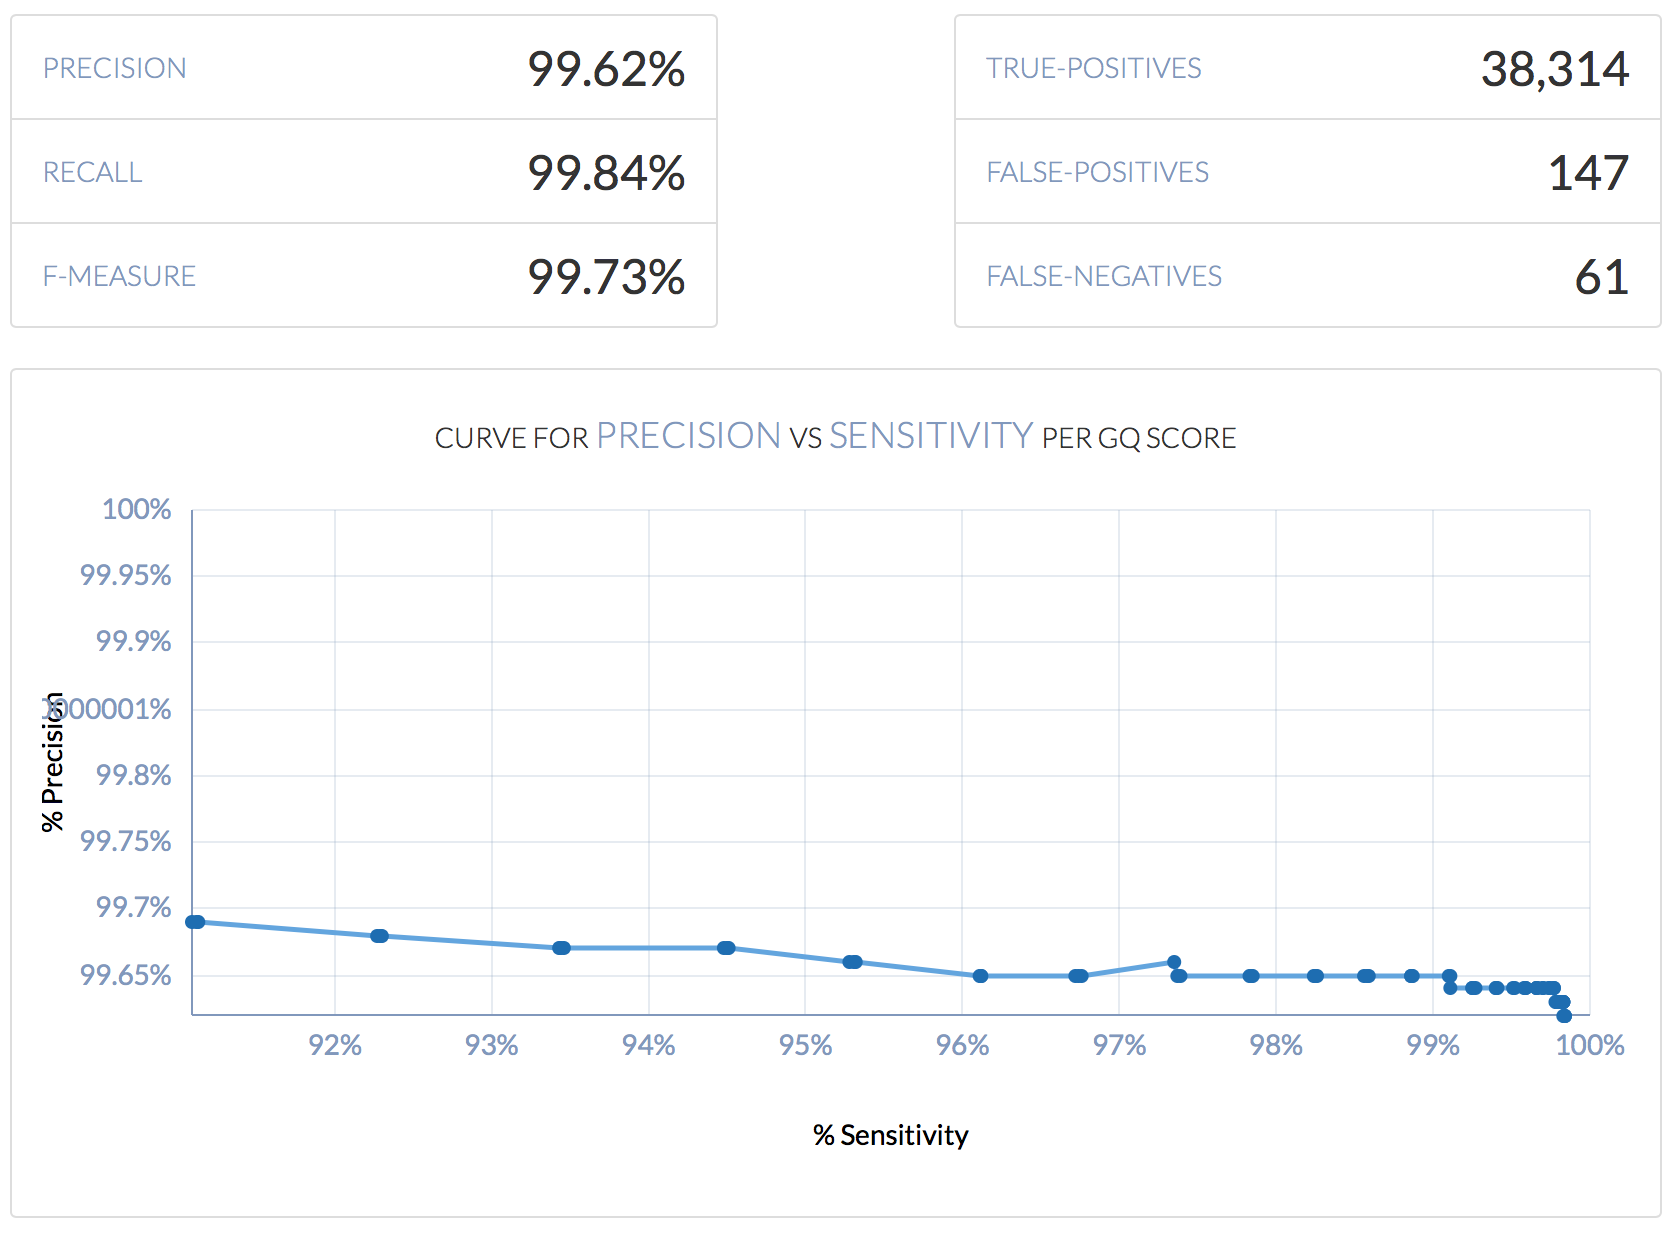 PRECISION 99.62%
RECALL 99.84%
F-MEASURE 99.73%
TRUE-POSITIVES 38,314
FALSE-POSITIVES 147
FALSE-NEGATIVES 61
CURVE FOR PRECISION VS SENSITIVITY PER GQ SCORE
100%
99.95%
99.9%
000001%
99.8%
99.75%
99.7%
99.65%
% Precision
92% 93% 94% 95% 96% 97% 98% 99% 100%
% Sensitivity